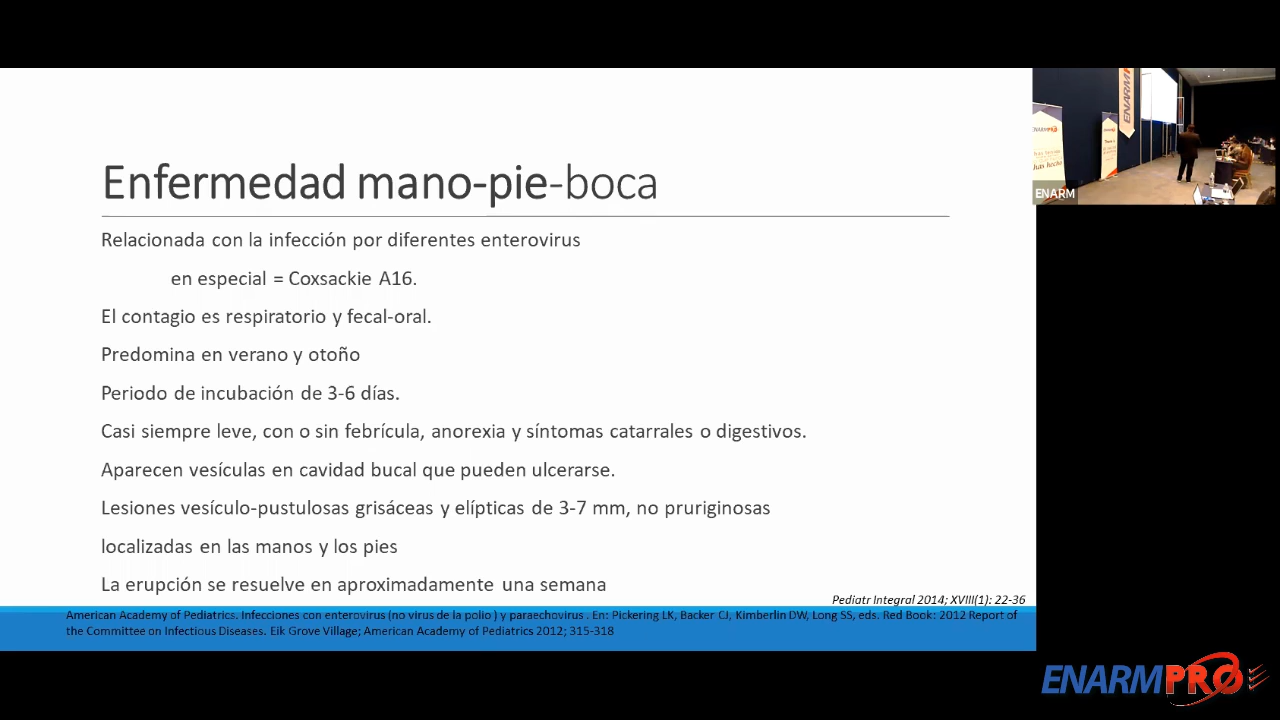 Enfermedad mano-pie-boca
Relacionada con la infección por diferentes enterovirus
en especial = Coxsackie A16.
El contagio es respiratorio y fecal-oral.
Predomina en verano y otoño
Periodo de incubación de 3-6 días.
Casi siempre leve, con o sin febrícula, anorexia y síntomas catarrales o digestivos.
Aparecen vesículas en cavidad bucal que pueden ulcerarse.
Lesiones vesículo-pustulosas grisáceas y elípticas de 3-7 mm, no pruriginosas
localizadas en las manos y los pies
La erupción se resuelve en aproximadamente una semana
Pediatr Integral 2014; XVIII(1): 22-36
American Academy of Pediatrics. Infecciones con enterovirus (no virus de la polio ) y paraechovirus . En: Pickering LK, Backer CJ, Kimberlin DW, Long SS, eds. Red Book: 2012 Report of
the Committee on Infectious Diseases. Eik Grove Village; American Academy of Pediatrics 2012; 315-318
ENARM
ENARMPRO